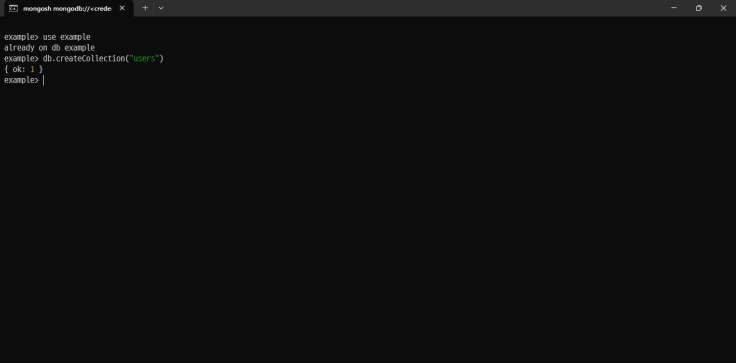 mongosh mongodb://<crede
example> use example
already on db example
example> db.createCollection("users")
{ ok: 1 }
example>